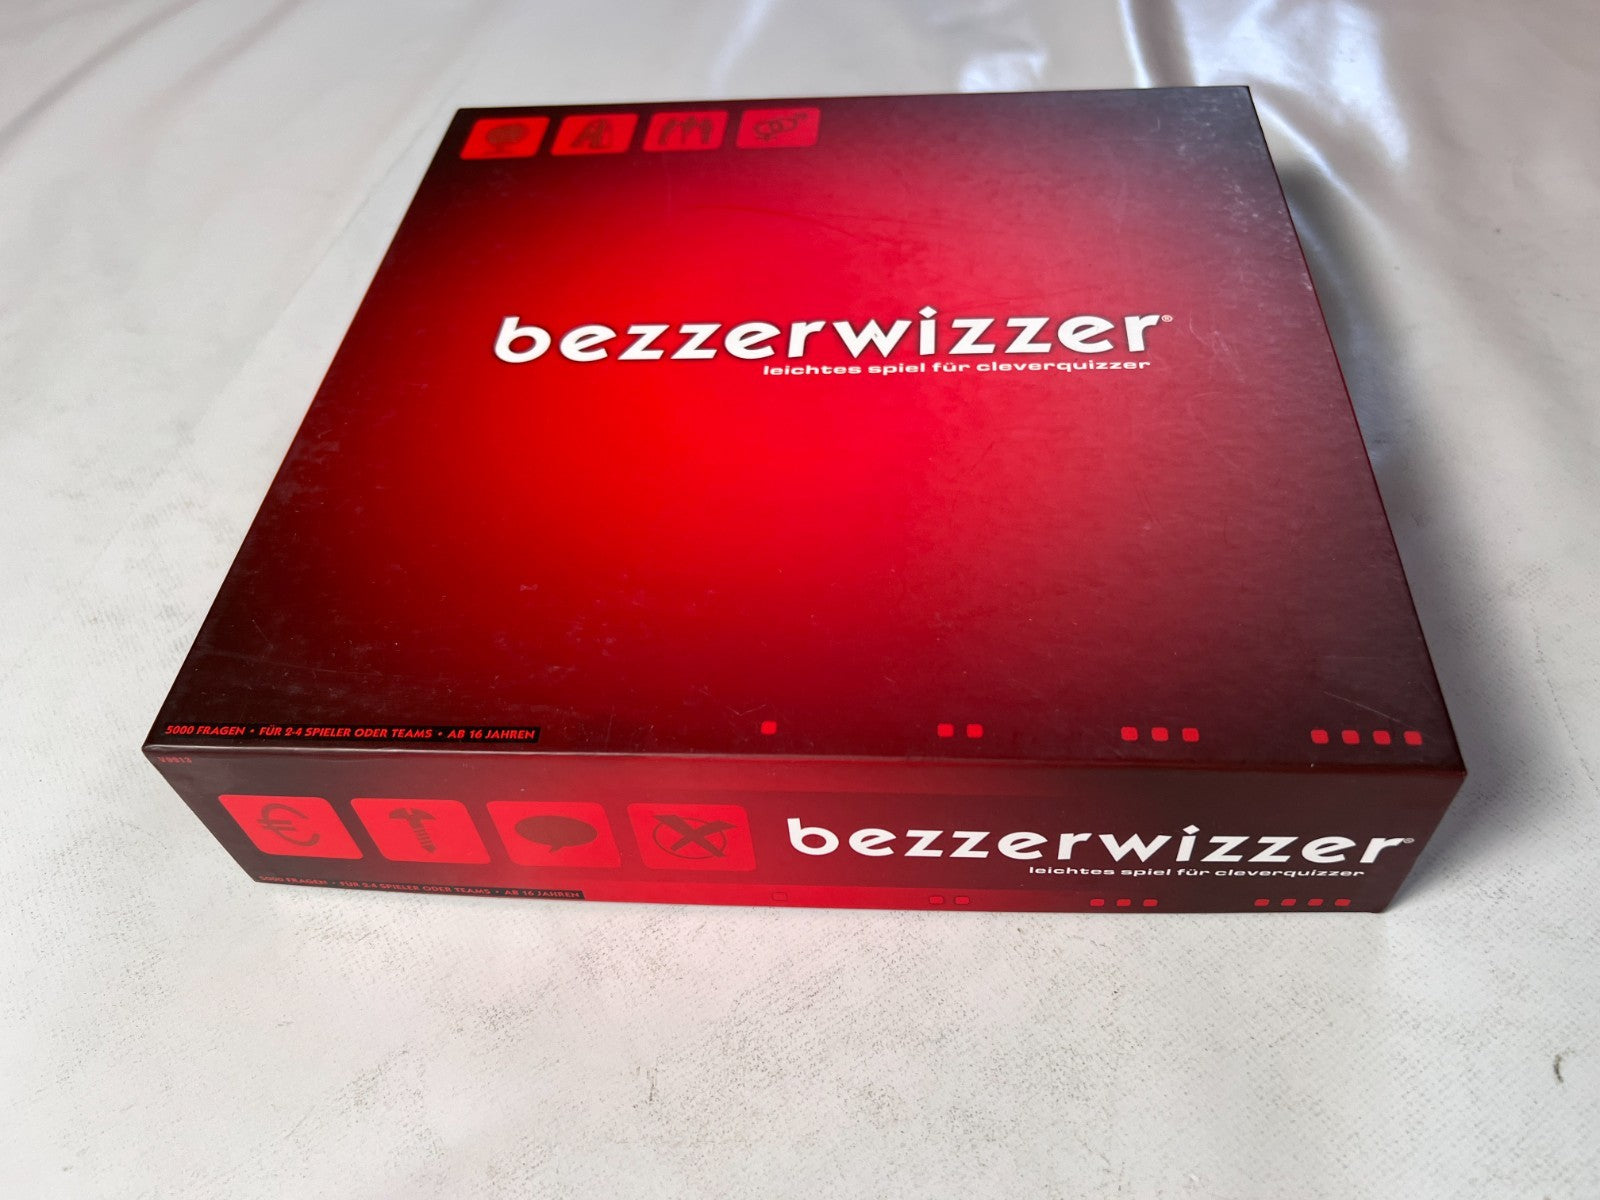 bezzerwizzer®
leichtes spiel für cleverquizzer
5000 FRAGEN • FÜR 2-4 SPIELER ODER TEAMS • AB 16 JAHREN
V9913
bezzerwizzer®
leichtes spiel für cleverquizzer
5000 FRAGEN • FÜR 2-4 SPIELER ODER TEAMS • AB 16 JAHREN